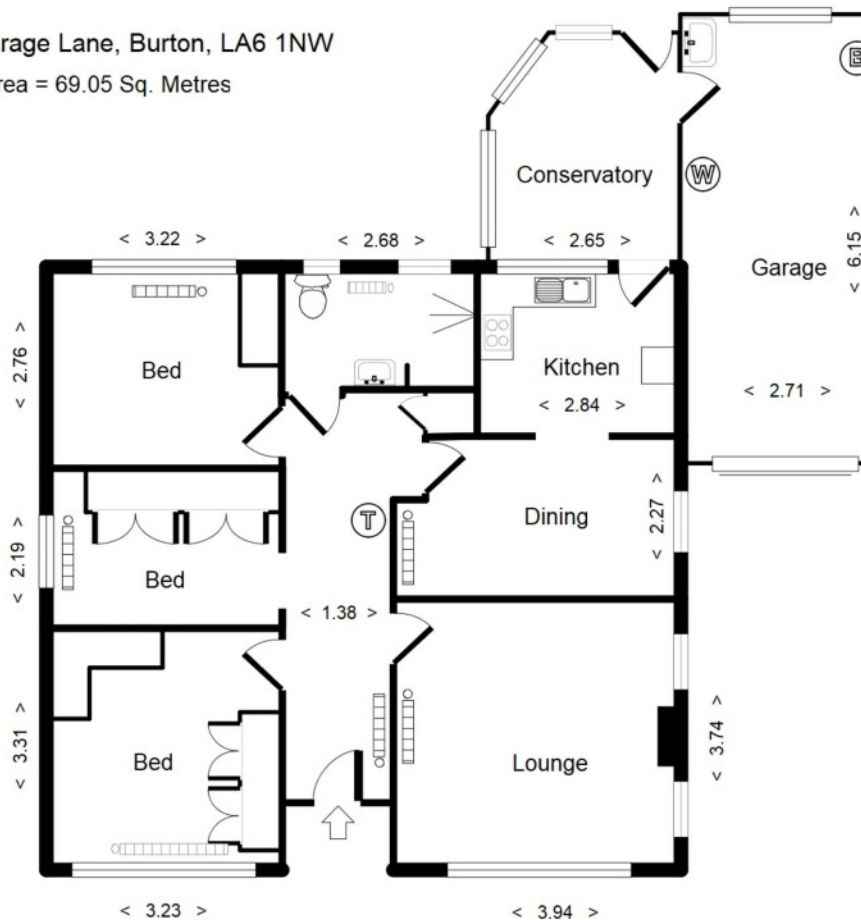 rage Lane, Burton, LA6 1NW
rea = 69.05 Sq. Metres
E
Conservatory
W
< 3.22 >
< 2.68 >
< 2.65 >
< 6.15 >
Garage
< 2.76 >
Bed
Kitchen
< 2.84 >
< 2.71 >
T
Dining
< 2.27 >
< 2.19 >
Bed
< 1.38 >
< 3.31 >
Bed
Lounge
< 3.74 >
< 3.23 >
< 3.94 >